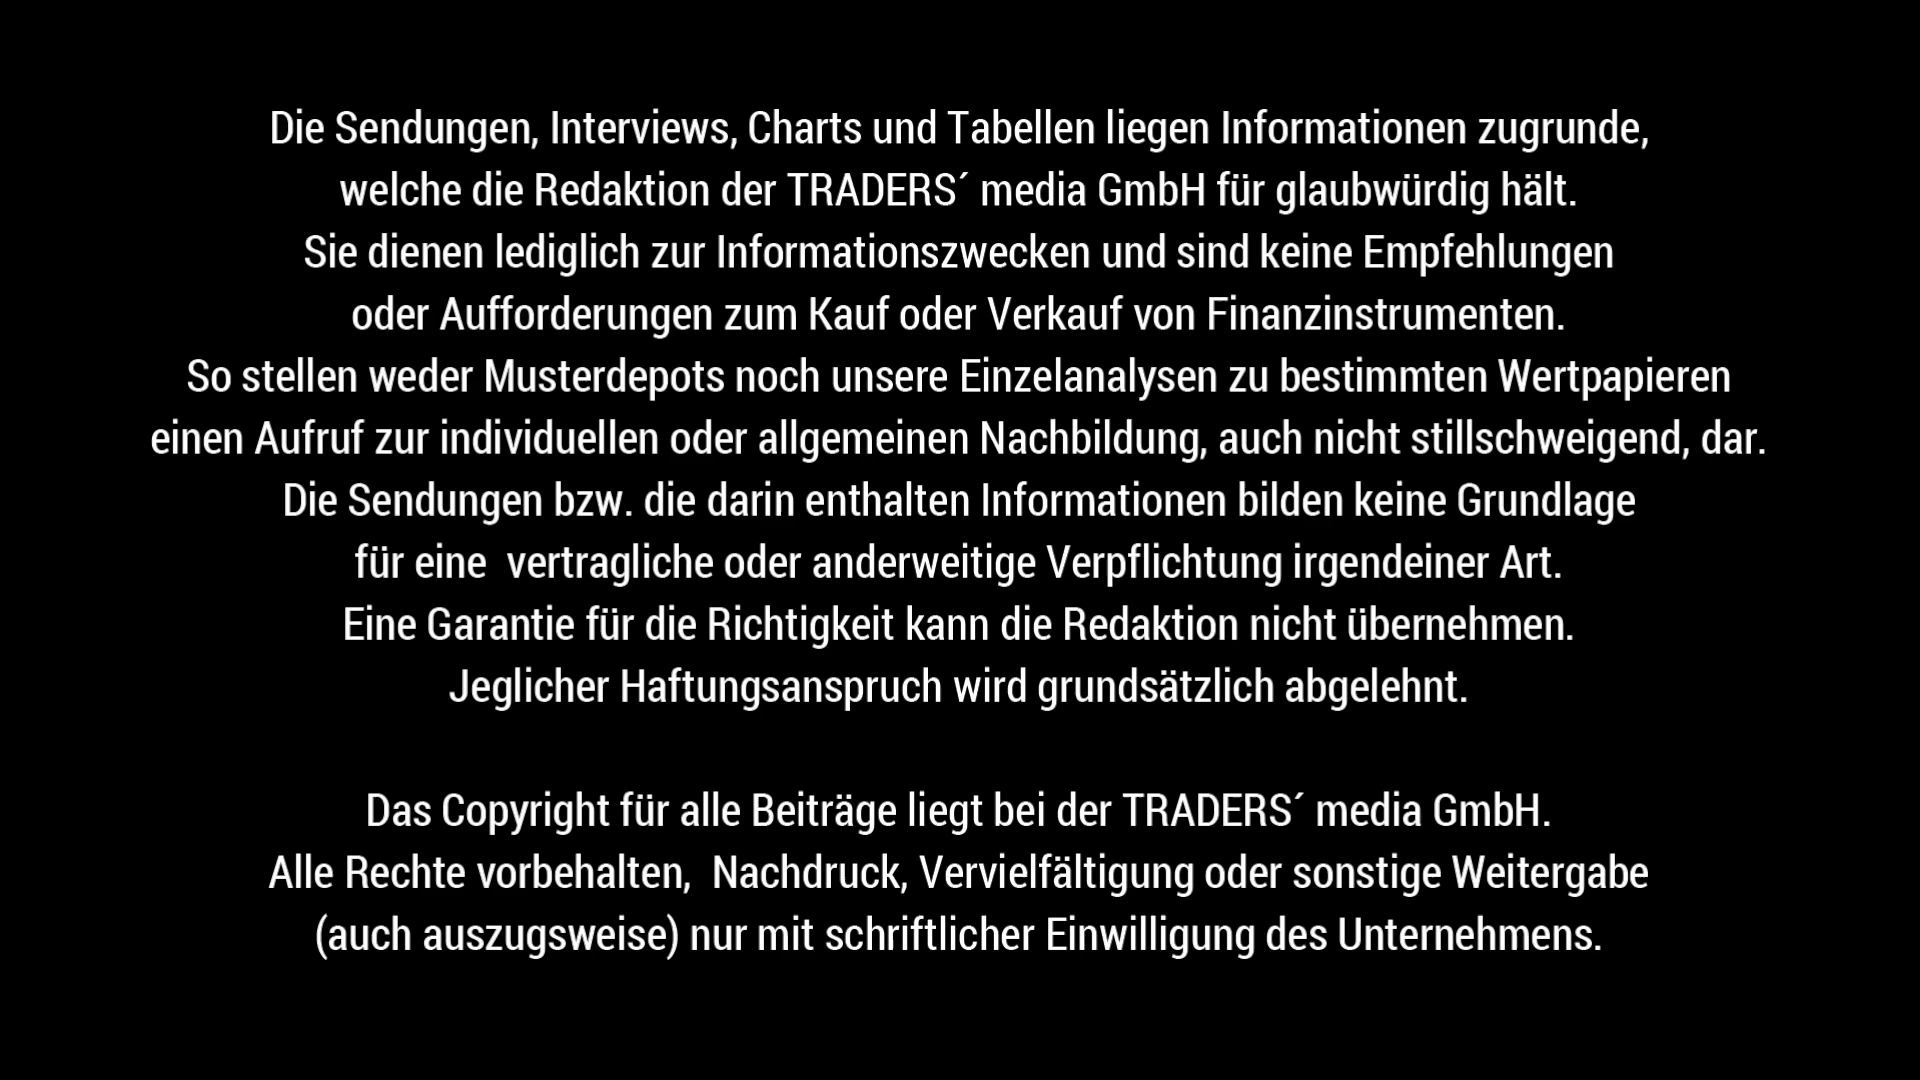 Die Sendungen, Interviews, Charts und Tabellen liegen Informationen zugrunde,
welche die Redaktion der TRADERS´ media GmbH für glaubwürdig hält.
Sie dienen lediglich zur Informationszwecken und sind keine Empfehlungen
oder Aufforderungen zum Kauf oder Verkauf von Finanzinstrumenten.
So stellen weder Musterdepots noch unsere Einzelanalysen zu bestimmten Wertpapieren
einen Aufruf zur individuellen oder allgemeinen Nachbildung, auch nicht stillschweigend, dar.
Die Sendungen bzw. die darin enthalten Informationen bilden keine Grundlage
für eine  vertragliche oder anderweitige Verpflichtung irgendeiner Art.
Eine Garantie für die Richtigkeit kann die Redaktion nicht übernehmen.
Jeglicher Haftungsanspruch wird grundsätzlich abgelehnt.
Das Copyright für alle Beiträge liegt bei der TRADERS´ media GmbH.
Alle Rechte vorbehalten,  Nachdruck, Vervielfältigung oder sonstige Weitergabe
(auch auszugsweise) nur mit schriftlicher Einwilligung des Unternehmens.